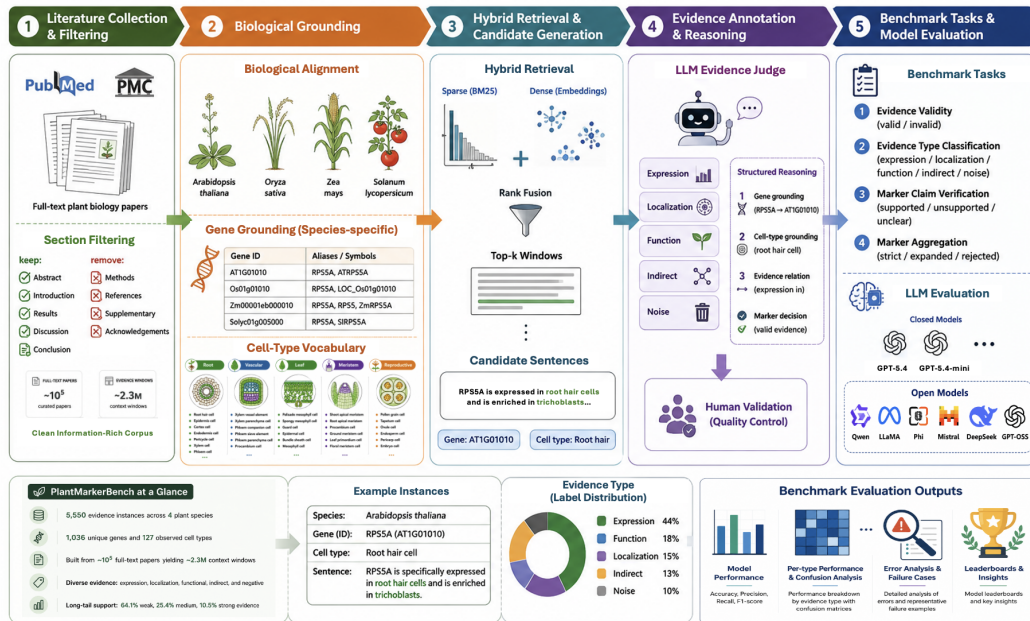 1 Literature Collection
& Filtering
2 Biological Grounding
3 Hybrid Retrieval &
Candidate Generation
4 Evidence Annotation
& Reasoning
5 Benchmark Tasks &
Model Evaluation
PubMed
PMC
Full-text plant biology papers
Section Filtering
keep:
remove:
Abstract
Methods
Introduction
References
Results
Supplementary
Discussion
Acknowledgements
Conclusion
FULL-TEXT PAPERS
~10⁵
curated papers
EVIDENCE WINDOWS
~2.3M
context windows
Clean Information-Rich Corpus
Biological Alignment
Arabidopsis
thaliana
Oryza
sativa
Zea
mays
Solanum
lycopersicum
Gene Grounding (Species-specific)
Gene ID Aliases / Symbols
AT1G01010 RPS5A, ATRPS5A
Os01g01010 RPS5A, LOC_Os01g01010
Zm00001eb000010 RPS5A, RPS5, ZmRPS5A
Solyc01g005000 RPS5A, SlRPS5A
Cell-Type Vocabulary
Root
Vascular
Leaf
Meristem
Reproductive
Hybrid Retrieval
Sparse (BM25)
Dense (Embeddings)
+
Rank Fusion
Top-k Windows
Candidate Sentences
RPS5A is expressed in root hair cells
and is enriched in trichoblasts...
Gene: AT1G01010
Cell type: Root hair
LLM Evidence Judge
Expression
Localization
Function
Indirect
Noise
Structured Reasoning
1 Gene grounding
(RPS5A → AT1G01010)
2 Cell-type grounding
(root hair cell)
3 Evidence relation
(expression in)
Marker decision
(valid evidence)
Human Validation
(Quality Control)
Benchmark Tasks
1 Evidence Validity
(valid / invalid)
2 Evidence Type Classification
(expression / localization /
function / indirect / noise)
3 Marker Claim Verification
(supported / unsupported /
unclear)
4 Marker Aggregation
(strict / expanded / rejected)
LLM Evaluation
Closed Models
GPT-5.4
GPT-5.4-mini
Open Models
Qwen
LLaMA
Phi
Mistral
DeepSeek
GPT-OSS
PlantMarkerBench at a Glance
5,550 evidence instances across 4 plant species
1,036 unique genes and 127 observed cell types
Built from ~10⁵ full-text papers yielding ~2.3M context windows
Diverse evidence: expression, localization, functional, indirect, and negative
Long-tail support: 64.1% weak, 25.4% medium, 10.5% strong evidence
Example Instances
Species: Arabidopsis thaliana
Gene (ID): RPS5A (AT1G01010)
Cell type: Root hair cell
Sentence: RPS5A is specifically expressed
in root hair cells and is enriched
in trichoblasts.
Evidence Type
(Label Distribution)
Expression 44%
Function 18%
Localization 15%
Indirect 13%
Noise 10%
Benchmark Evaluation Outputs
Model
Performance
Accuracy, Precision,
Recall, F1-score
Per-type Performance
& Confusion Analysis
Performance breakdown
by evidence type with
confusion matrices
Error Analysis &
Failure Cases
Detailed analysis of
errors and representative
failure examples
Leaderboards &
Insights
Model leaderboards
and key insights